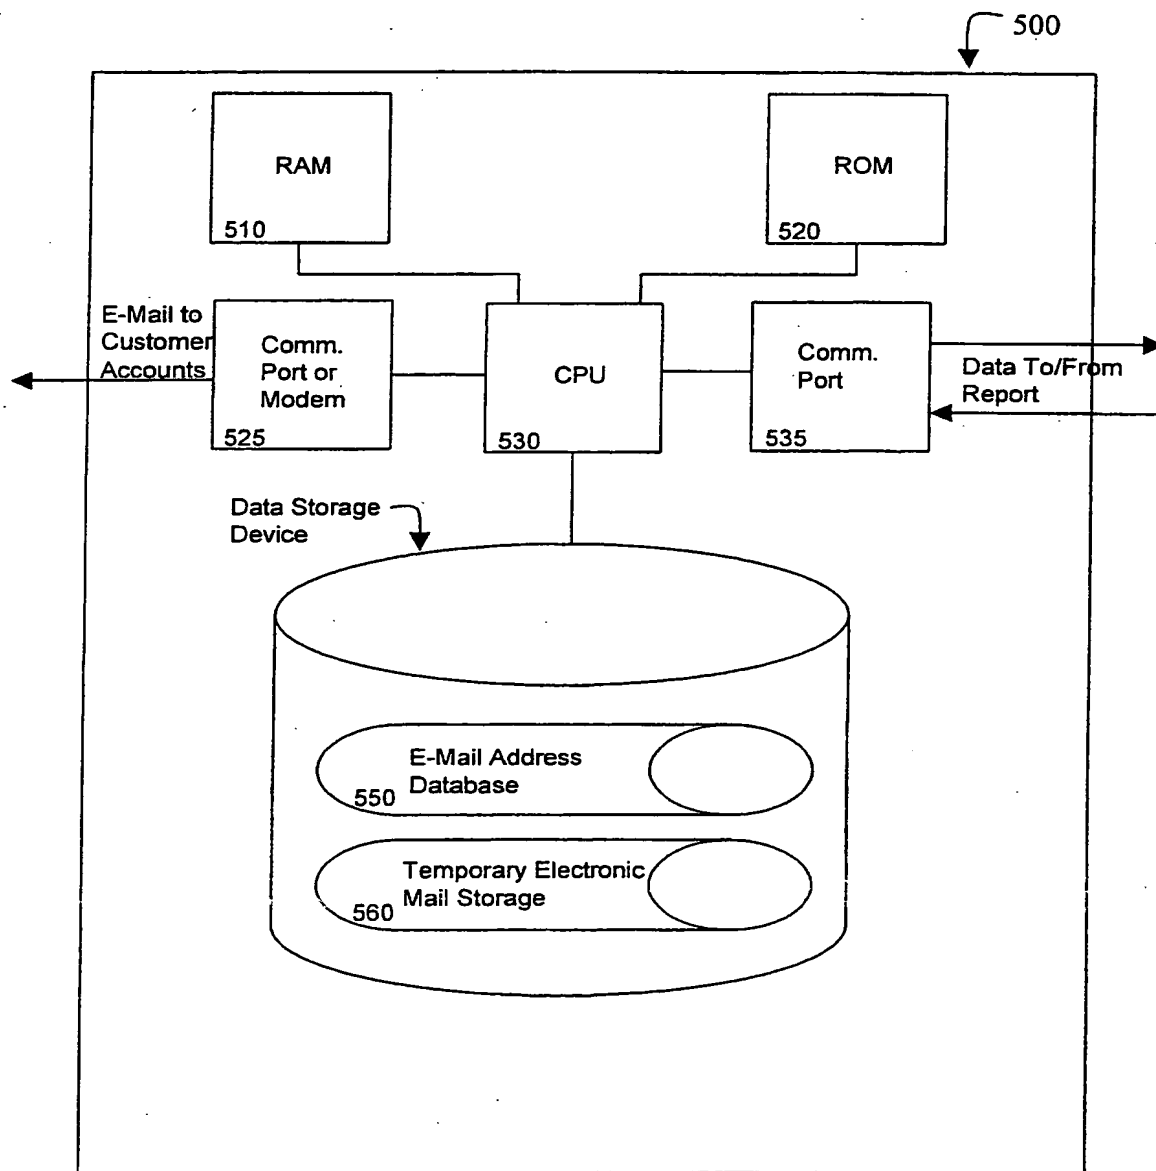 500
RAM
510
ROM
520
E-Mail to
Customer
Accounts
Comm.
Port or
Modem
525
CPU
530
Comm.
Port
535
Data To/From
Report
Data Storage
Device
E-Mail Address
Database
550
Temporary Electronic
Mail Storage
560